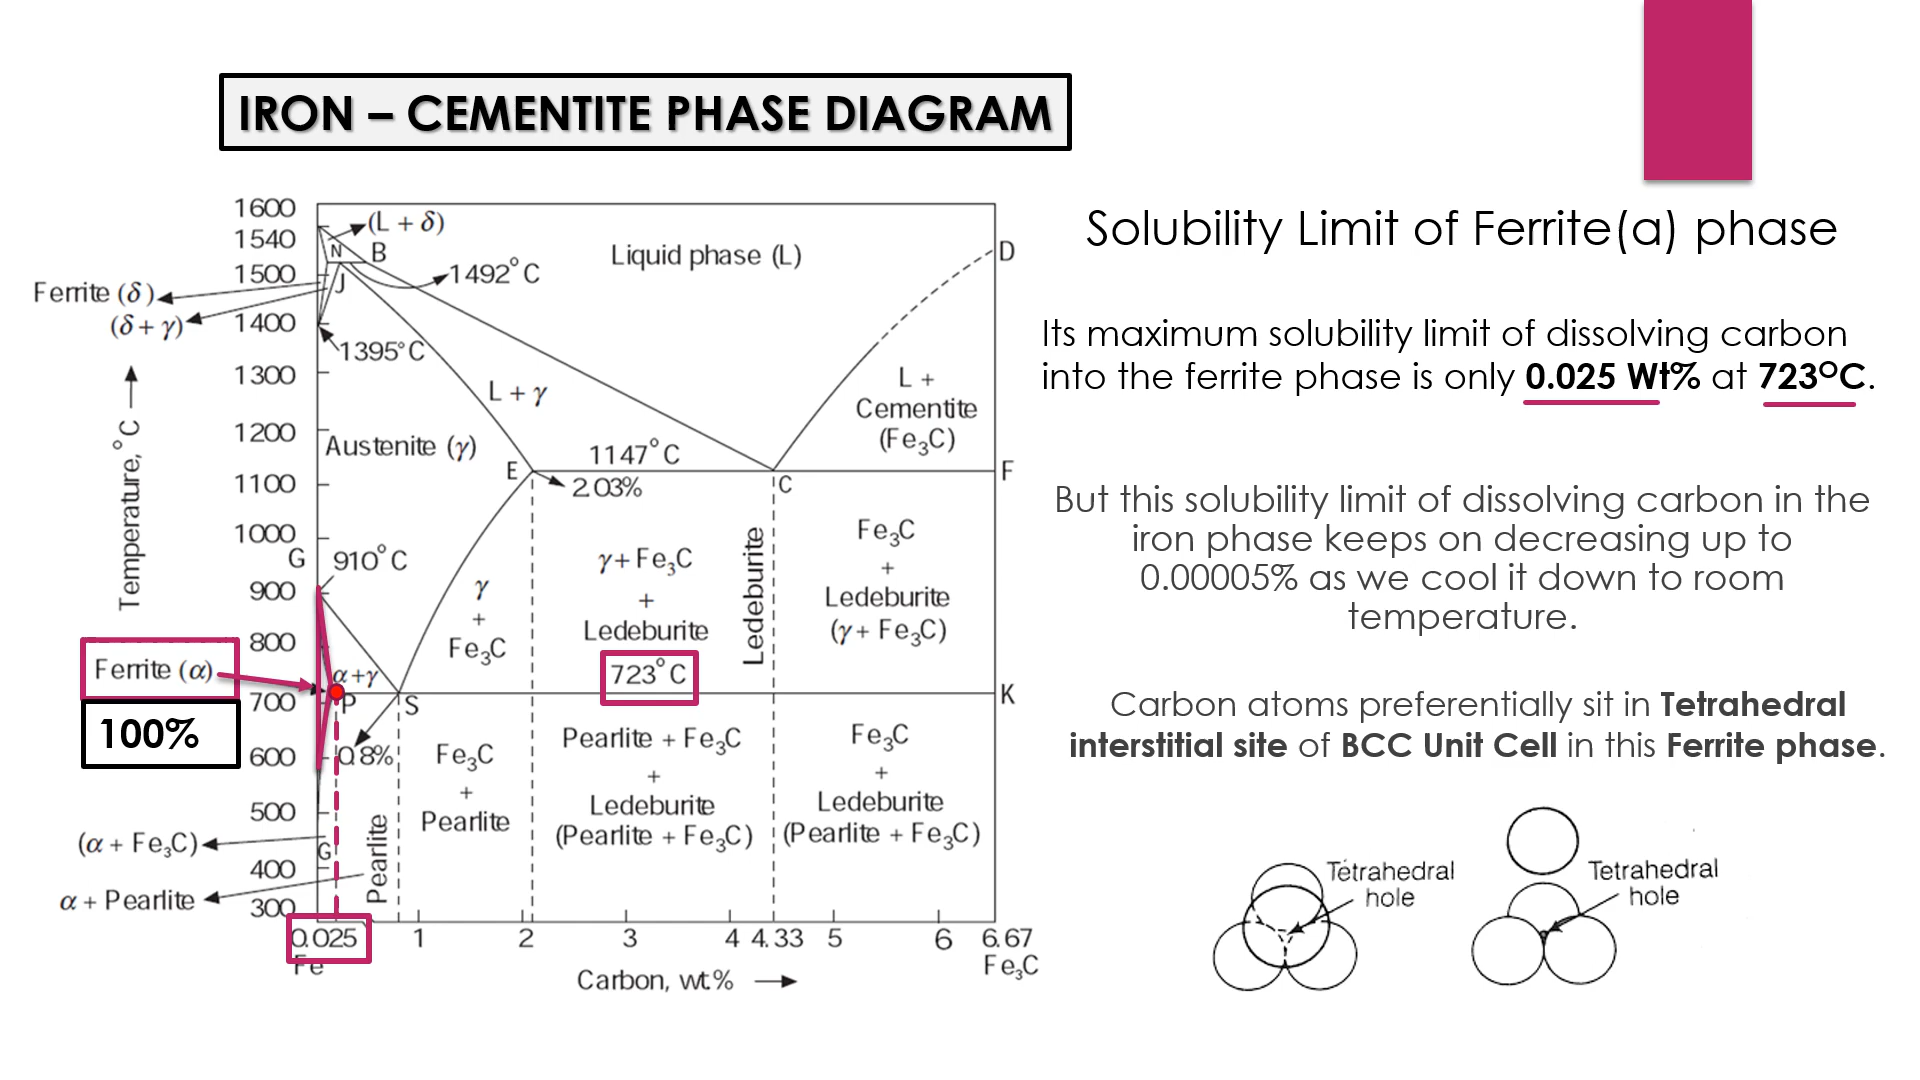 IRON – CEMENTITE PHASE DIAGRAM
1600
1540
1500
1400
1300
1200
1100
1000
900
800
700
600
500
400
300
Temperature, °C
(L + δ)
N
B
J
1492°C
Liquid phase (L)
D
Ferrite (δ)
(δ + γ)
1395°C
L + γ
L +
Cementite
(Fe₃C)
Austenite (γ)
E
1147°C
2.03%
C
F
G
910°C
γ
+
Fe₃C
γ + Fe₃C
+
Ledeburite
Ledeburite
Fe₃C
+
Ledeburite
(γ + Fe₃C)
723°C
Ferrite (α)
100%
α+γ
P
S
K
0.8%
Fe₃C
+
Pearlite
Pearlite + Fe₃C
+
Ledeburite
(Pearlite + Fe₃C)
Fe₃C
+
Ledeburite
(Pearlite + Fe₃C)
(α + Fe₃C)
G
α + Pearlite
Pearlite
0.025 1 2 3 4 4.33 5 6 6.67
Fe
Fe₃C
Carbon, wt.%
Solubility Limit of Ferrite(α) phase
Its maximum solubility limit of dissolving carbon
into the ferrite phase is only 0.025 Wt% at 723°C.
But this solubility limit of dissolving carbon in the
iron phase keeps on decreasing up to
0.00005% as we cool it down to room
temperature.
Carbon atoms preferentially sit in Tetrahedral
interstitial site of BCC Unit Cell in this Ferrite phase.
Tetrahedral
hole
Tetrahedral
hole